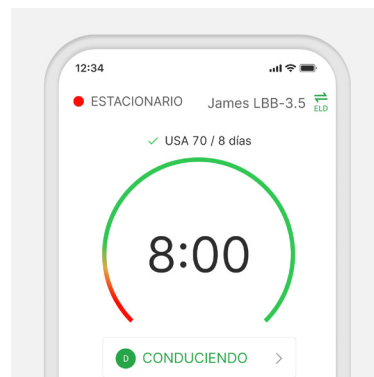 12:34
ESTACIONARIO James LBB-3.5 ELD
USA 70 / 8 días
8:00
D CONDUCIENDO